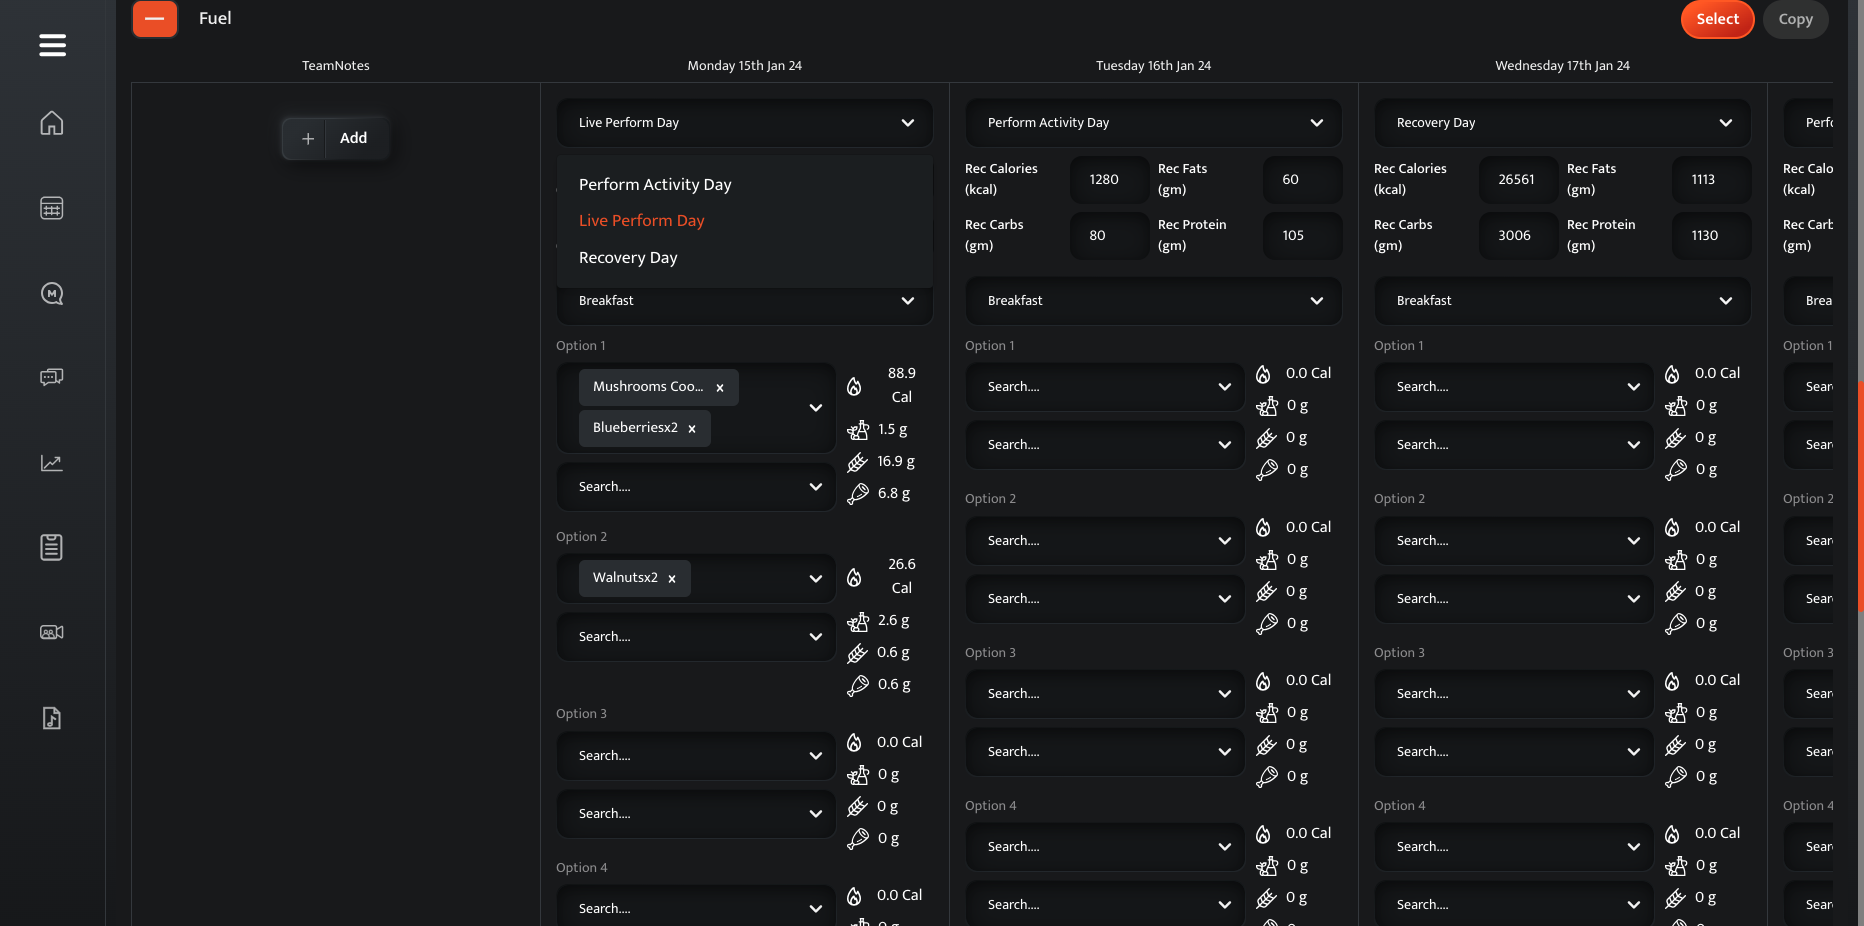 Fuel
Select
Copy
TeamNotes
Monday 15th Jan 24
Tuesday 16th Jan 24
Wednesday 17th Jan 24
+ Add
Live Perform Day
Perform Activity Day
Live Perform Day
Recovery Day
Breakfast
Option 1
Mushrooms Coo... ×
Blueberriesx2 ×
88.9
Cal
1.5 g
16.9 g
6.8 g
Search....
Option 2
Walnutsx2 ×
26.6
Cal
2.6 g
0.6 g
0.6 g
Search....
Option 3
Search....
0.0 Cal
0 g
0 g
0 g
Search....
Option 4
Search....
0.0 Cal
Perform Activity Day
Rec Calories
(kcal)
1280
Rec Fats
(gm)
60
Rec Carbs
(gm)
80
Rec Protein
(gm)
105
Breakfast
Option 1
Search....
0.0 Cal
0 g
0 g
0 g
Search....
Option 2
Search....
0.0 Cal
0 g
0 g
0 g
Search....
Option 3
Search....
0.0 Cal
0 g
0 g
0 g
Search....
Option 4
Search....
0.0 Cal
0 g
0 g
Search....
Recovery Day
Rec Calories
(kcal)
26561
Rec Fats
(gm)
1113
Rec Carbs
(gm)
3006
Rec Protein
(gm)
1130
Breakfast
Option 1
Search....
0.0 Cal
0 g
0 g
0 g
Search....
Option 2
Search....
0.0 Cal
0 g
0 g
0 g
Search....
Option 3
Search....
0.0 Cal
0 g
0 g
0 g
Search....
Option 4
Search....
0.0 Cal
0 g
0 g
Search....
Perfo
Rec Calo
(kcal)
Rec Carb
(gm)
Brea
Option 1
Sear
Sear
Option 2
Sear
Sear
Option 3
Sear
Sear
Option 4
Sear
Sear
M